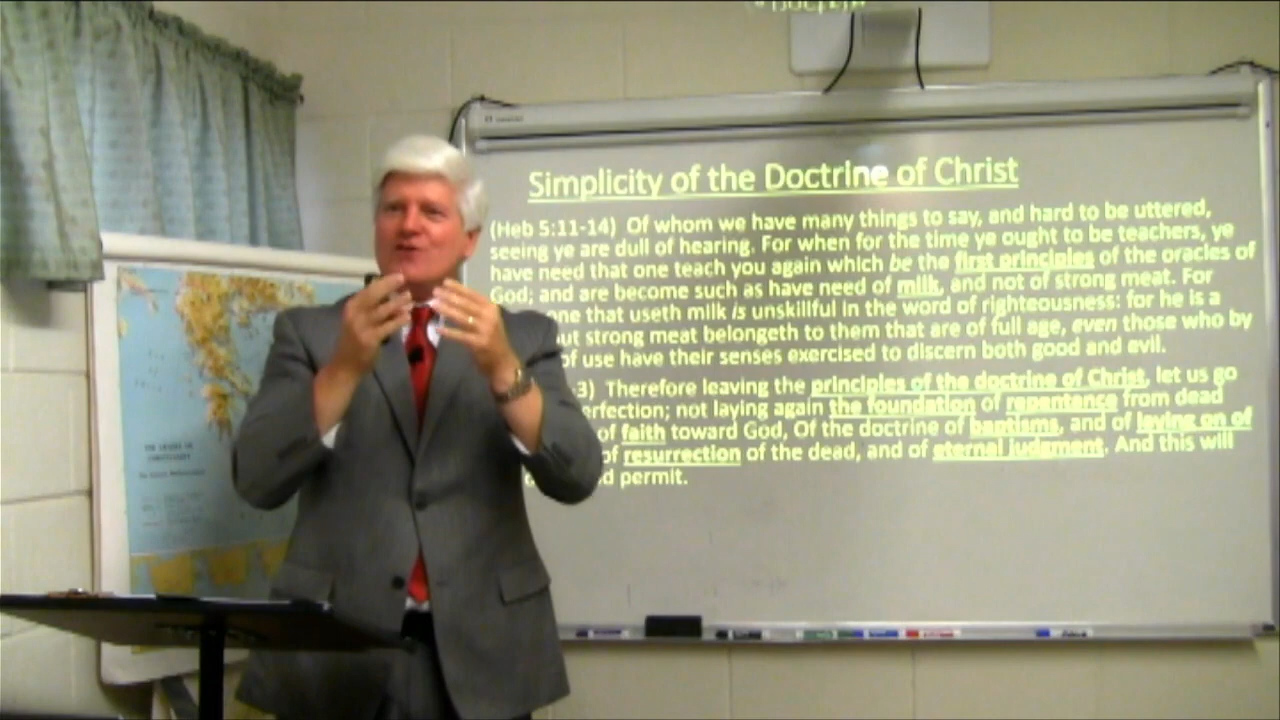 Simplicity of the Doctrine of Christ
(Heb 5:11-14) Of whom we have many things to say, and hard to be uttered,
seeing ye are dull of hearing. For when for the time ye ought to be teachers, ye
have need that one teach you again which be the first principles of the oracles of
God; and are become such as have need of milk, and not of strong meat. For
one that useth milk is unskillful in the word of righteousness: for he is a
but strong meat belongeth to them that are of full age, even those who by
of use have their senses exercised to discern both good and evil.
3) Therefore leaving the principles of the doctrine of Christ, let us go
erfection; not laying again the foundation of repentance from dead
of faith toward God, Of the doctrine of baptisms, and of laying on of
of resurrection of the dead, and of eternal judgment. And this will
d permit.